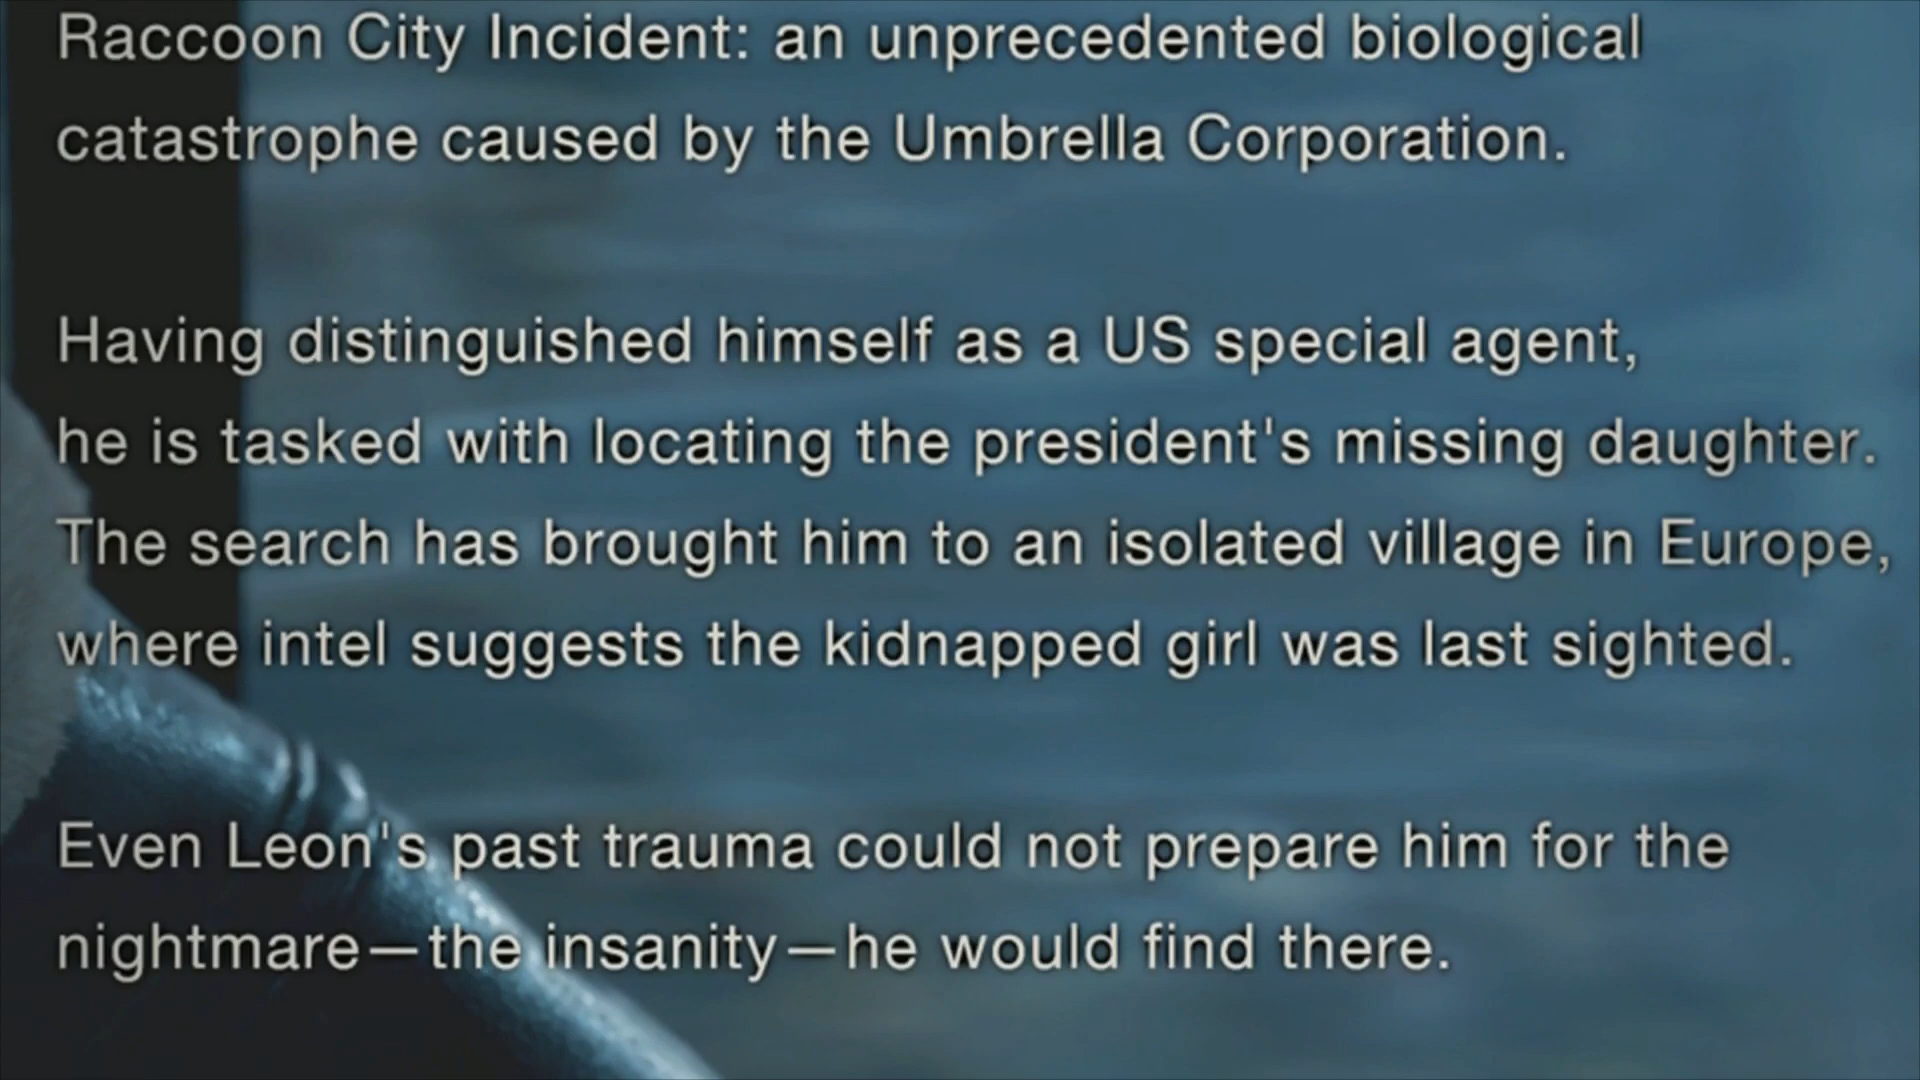 Raccoon City Incident: an unprecedented biological
catastrophe caused by the Umbrella Corporation.
Having distinguished himself as a US special agent,
he is tasked with locating the president's missing daughter.
The search has brought him to an isolated village in Europe,
where intel suggests the kidnapped girl was last sighted.
Even Leon's past trauma could not prepare him for the
nightmare—the insanity—he would find there.